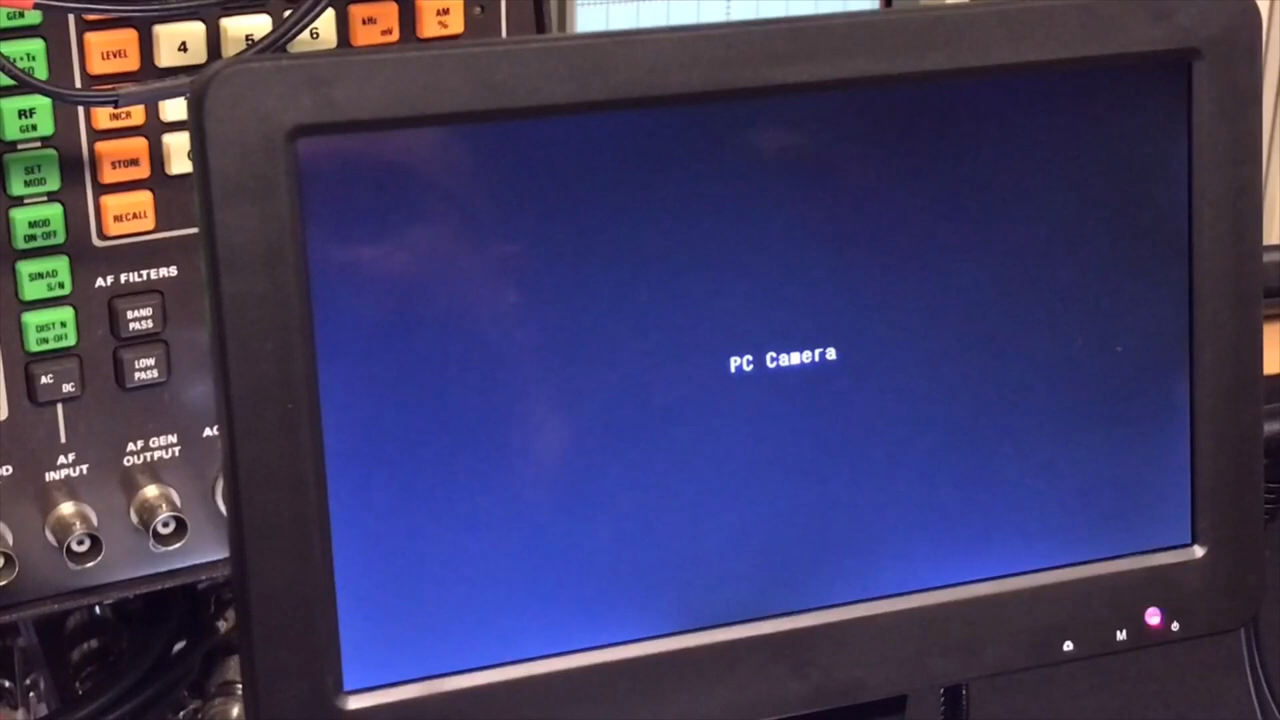 GEN
LEVEL
4
5
6
kHz
mV
AM
%
RF
GEN
INCR
SET
MOD
STORE
MOD
ON-OFF
RECALL
SINAD
S/N
AF FILTERS
DIST N
ON-OFF
BAND
PASS
AC
DC
LOW
PASS
AF
INPUT
AF GEN
OUTPUT
PC Camera
M